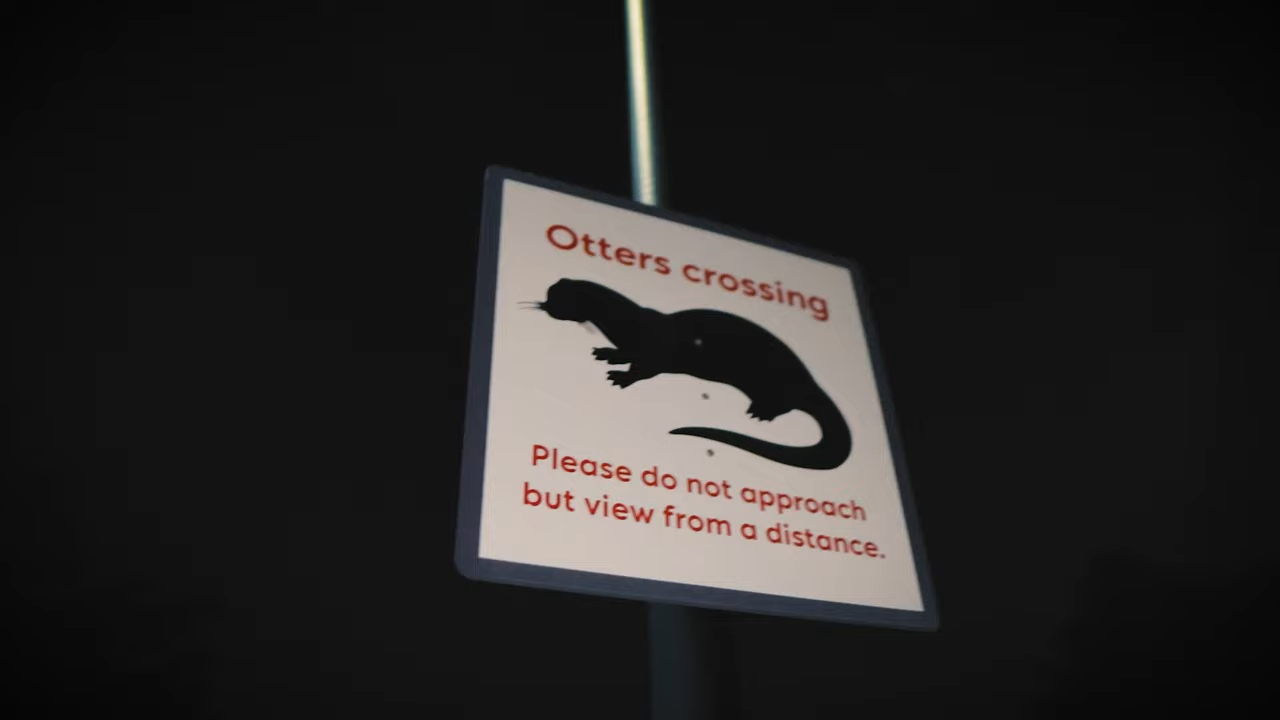 Otters crossing
Please do not approach
but view from a distance.